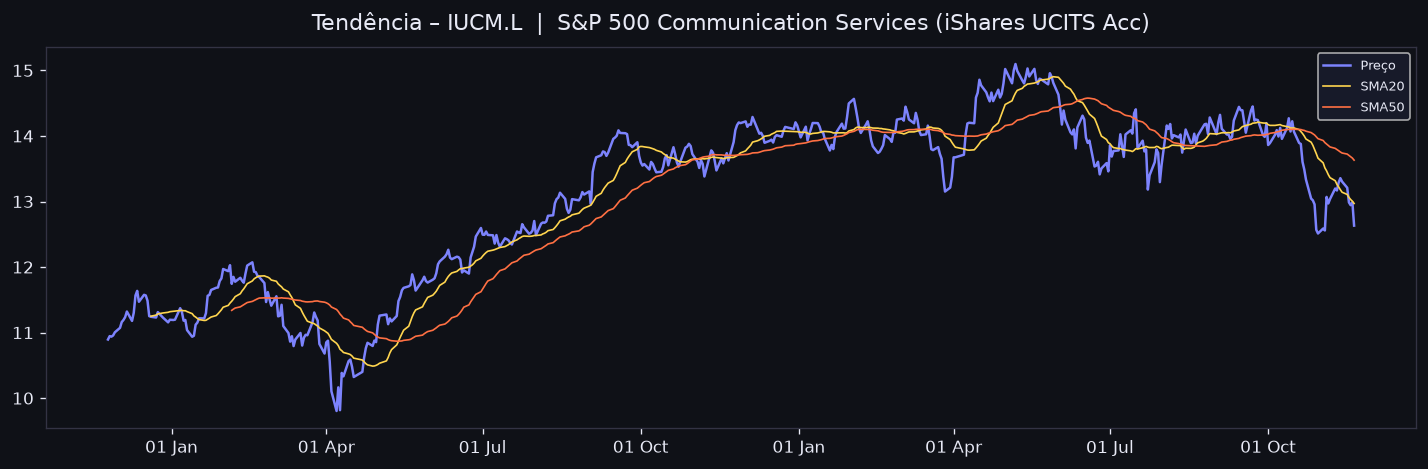 Tendência – IUCM.L | S&P 500 Communication Services (iShares UCITS Acc)
Preço
SMA20
SMA50
15
14
13
12
11
10
01 Jan
01 Apr
01 Jul
01 Oct
01 Jan
01 Apr
01 Jul
01 Oct